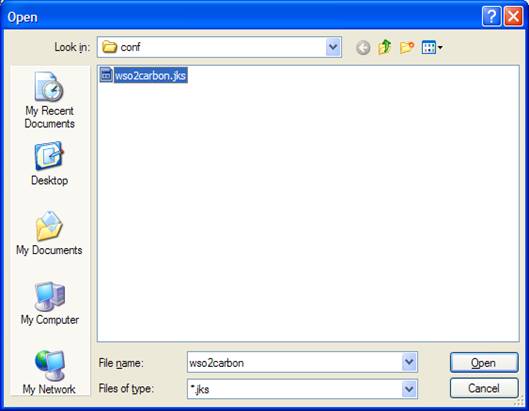 Open
Look in: conf
wso2carbon.jks
My Recent
Documents
Desktop
My Documents
My Computer
My Network
File name: wso2carbon Open
Files of type: *.jks Cancel